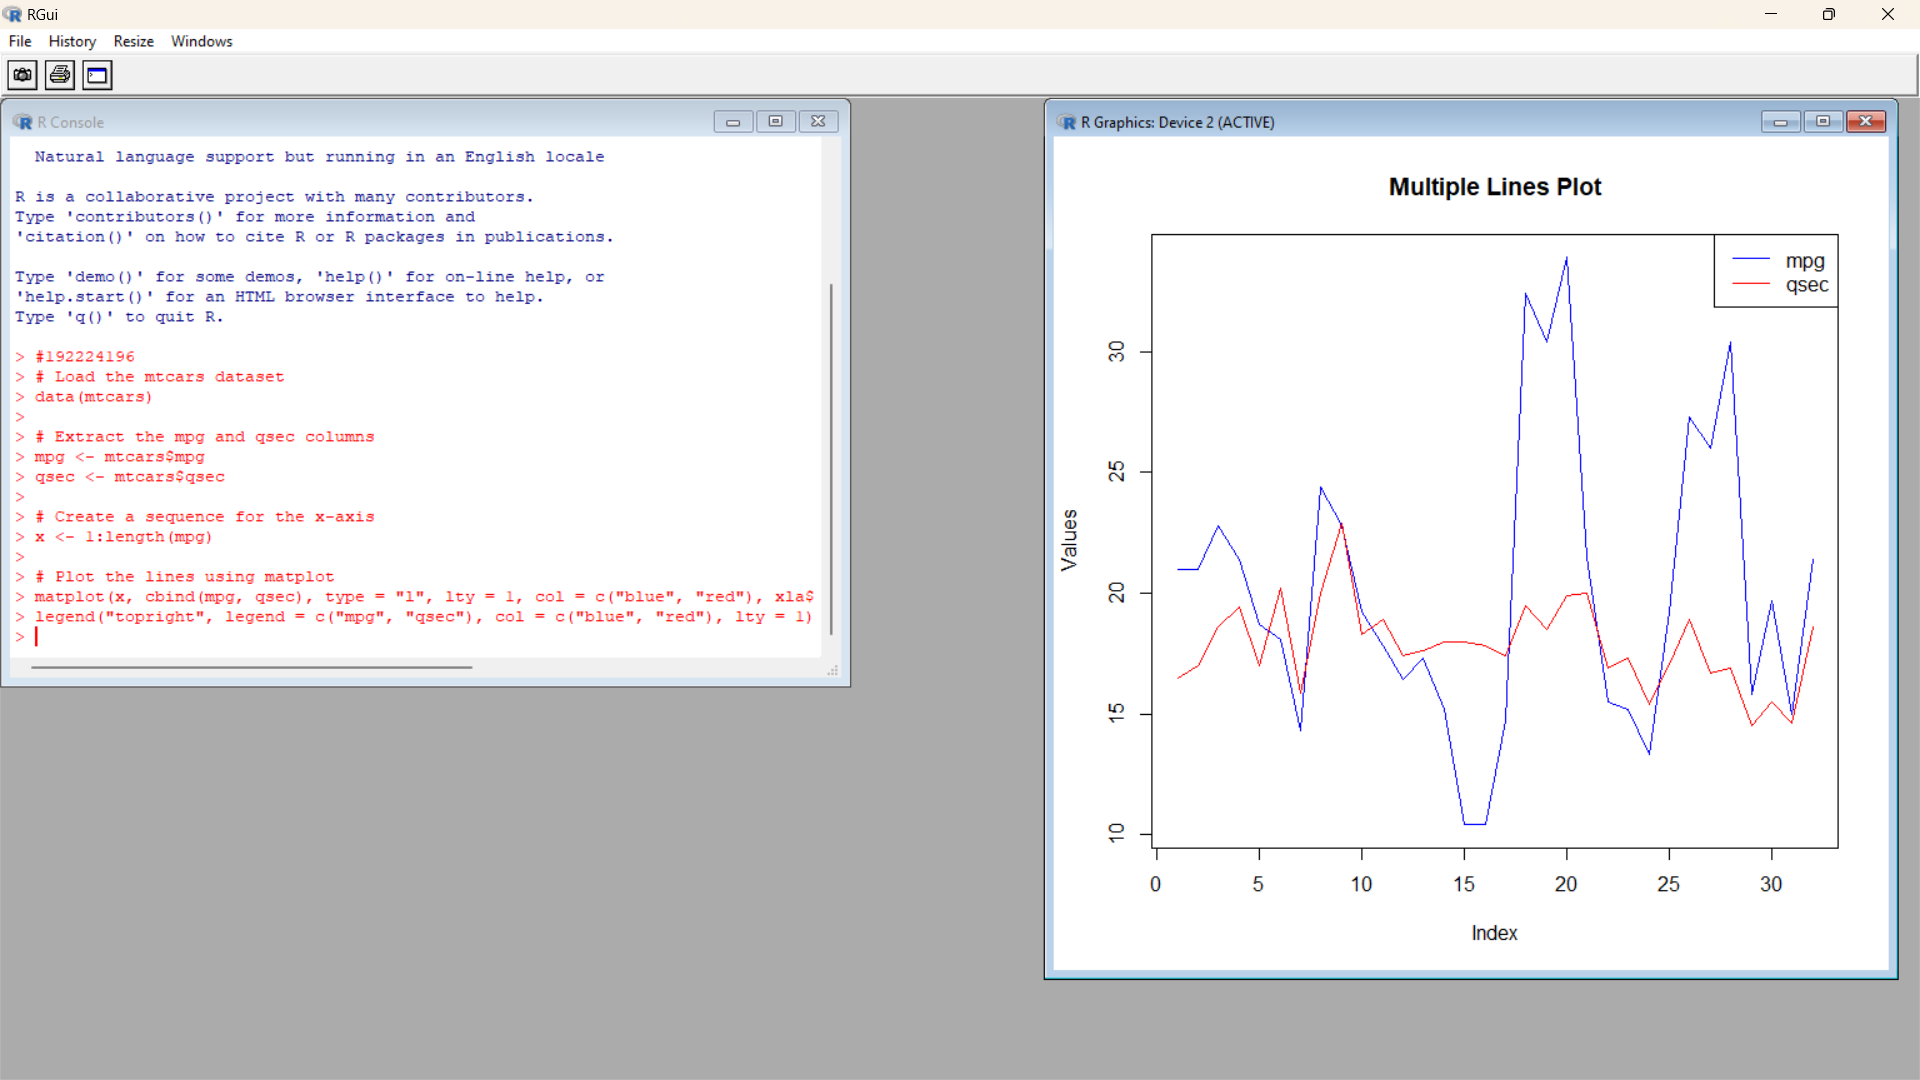 RGui
File History Resize Windows
R Console
Natural language support but running in an English locale
R is a collaborative project with many contributors.
Type 'contributors()' for more information and
'citation()' on how to cite R or R packages in publications.
Type 'demo()' for some demos, 'help()' for on-line help, or
'help.start()' for an HTML browser interface to help.
Type 'q()' to quit R.
> #192224196
> # Load the mtcars dataset
> data(mtcars)
>
> # Extract the mpg and qsec columns
> mpg <- mtcars$mpg
> qsec <- mtcars$qsec
>
> # Create a sequence for the x-axis
> x <- 1:length(mpg)
>
> # Plot the lines using matplot
> matplot(x, cbind(mpg, qsec), type = "l", lty = 1, col = c("blue", "red"), xla$
> legend("topright", legend = c("mpg", "qsec"), col = c("blue", "red"), lty = 1)
>
R Graphics: Device 2 (ACTIVE)
Multiple Lines Plot
mpg
qsec
Values
30
25
20
15
10
0 5 10 15 20 25 30
Index